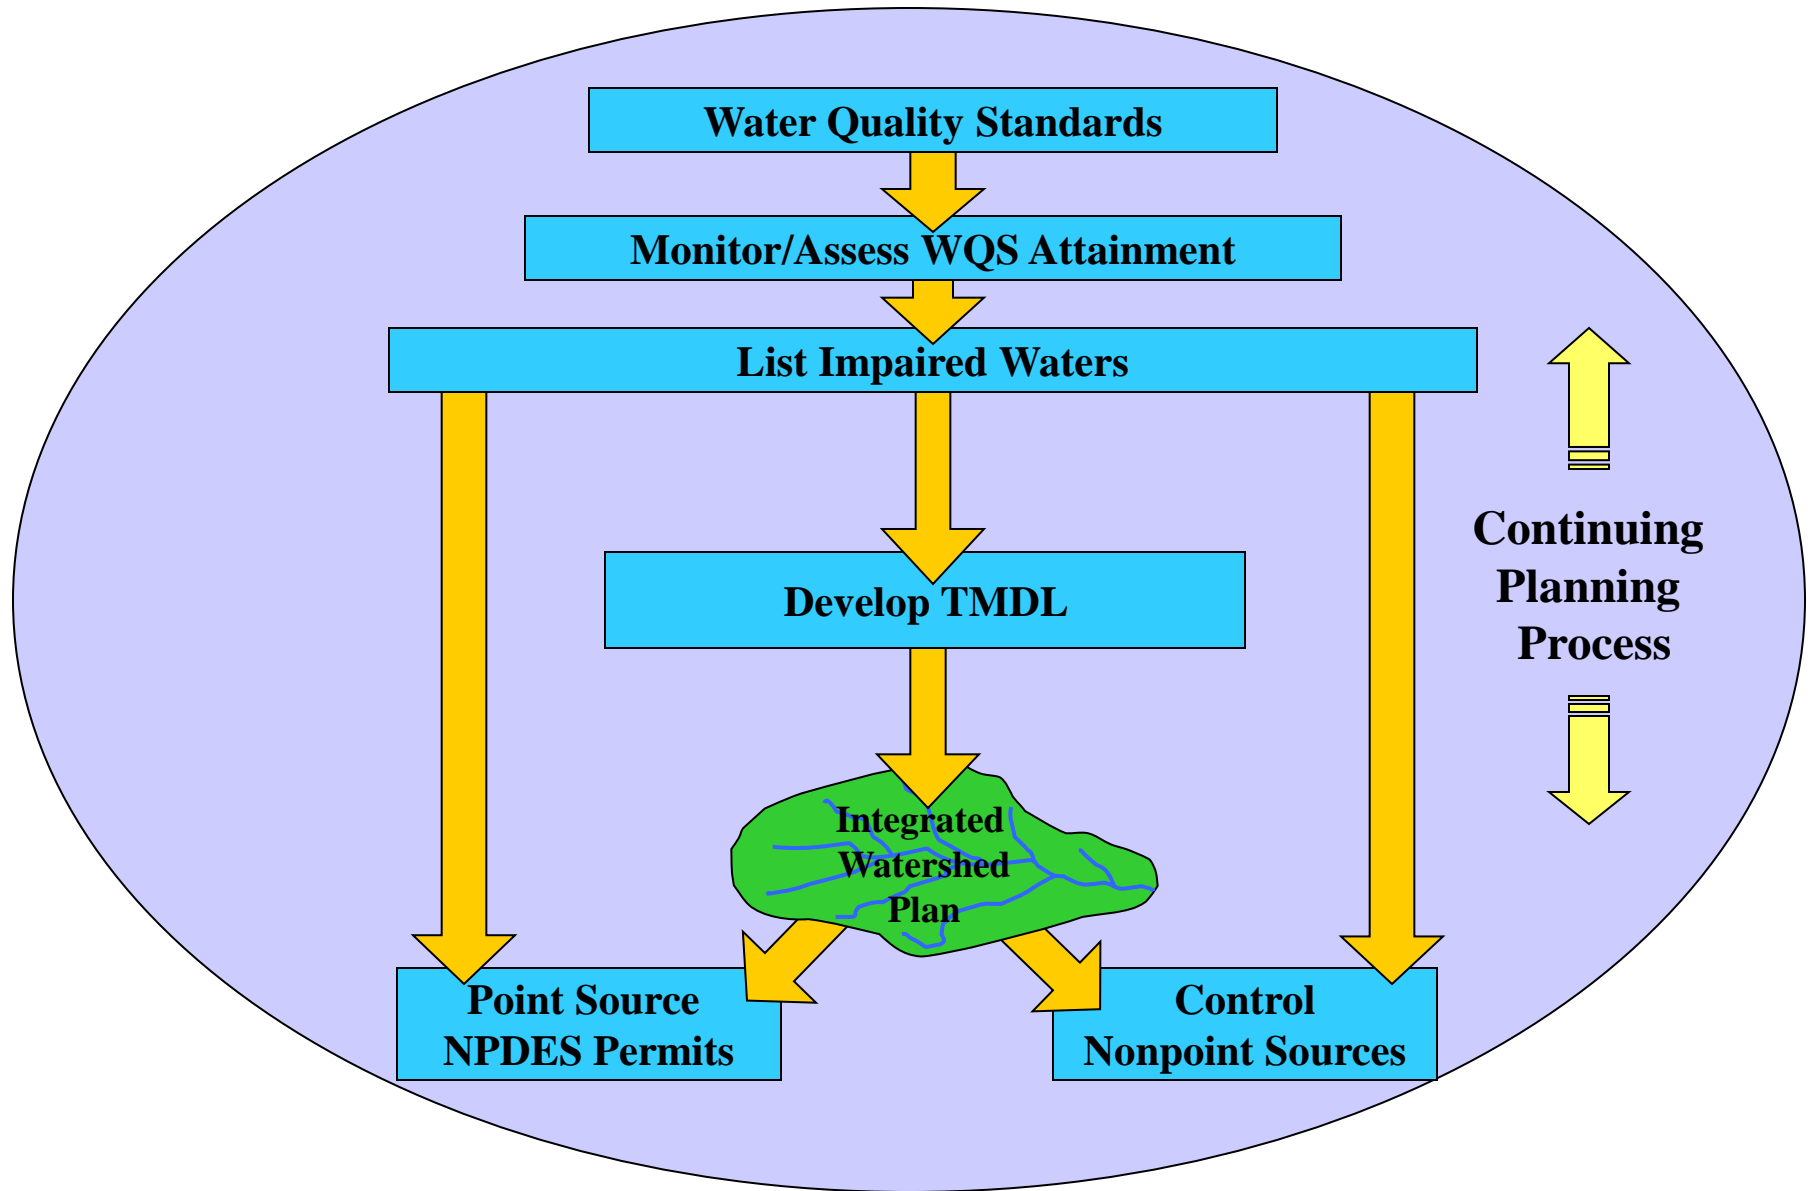 Water Quality Standards
Monitor/Assess WQS Attainment
List Impaired Waters
Continuing
Planning
Process
Develop TMDL
Integrated
Watershed
Plan
Point Source
NPDES Permits
Control
Nonpoint Sources